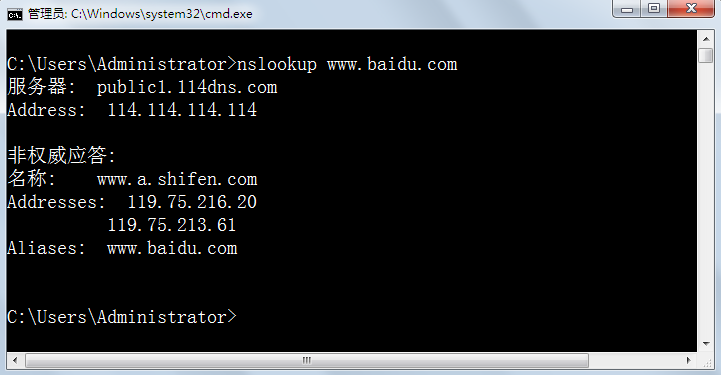 管理员: C:\Windows\system32\cmd.exe
C:\Users\Administrator>nslookup www.baidu.com
服务器:  public1.114dns.com
Address:  114.114.114.114
非权威应答:
名称:    www.a.shifen.com
Addresses:  119.75.216.20
119.75.213.61
Aliases:  www.baidu.com
C:\Users\Administrator>